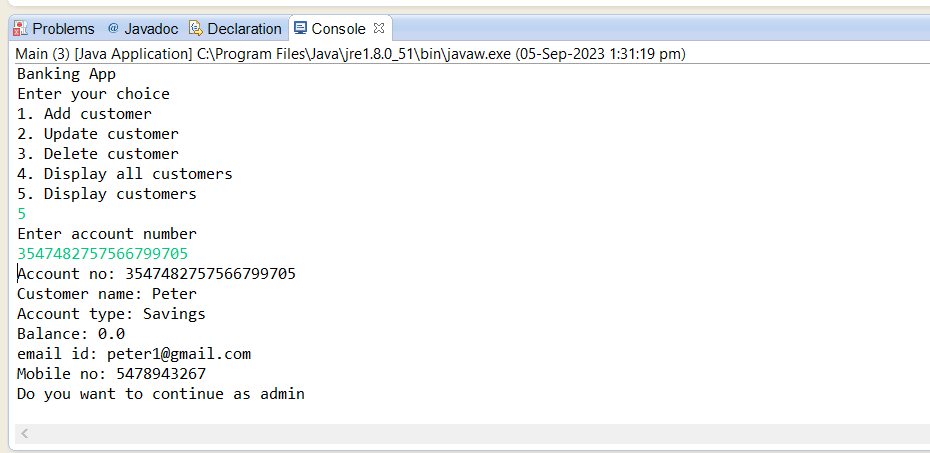 Problems @ Javadoc Declaration Console
Main (3) [Java Application] C:\Program Files\Java\jre1.8.0_51\bin\javaw.exe (05-Sep-2023 1:31:19 pm)
Banking App
Enter your choice
1. Add customer
2. Update customer
3. Delete customer
4. Display all customers
5. Display customers
5
Enter account number
3547482757566799705
Account no: 3547482757566799705
Customer name: Peter
Account type: Savings
Balance: 0.0
email id: peter1@gmail.com
Mobile no: 5478943267
Do you want to continue as admin